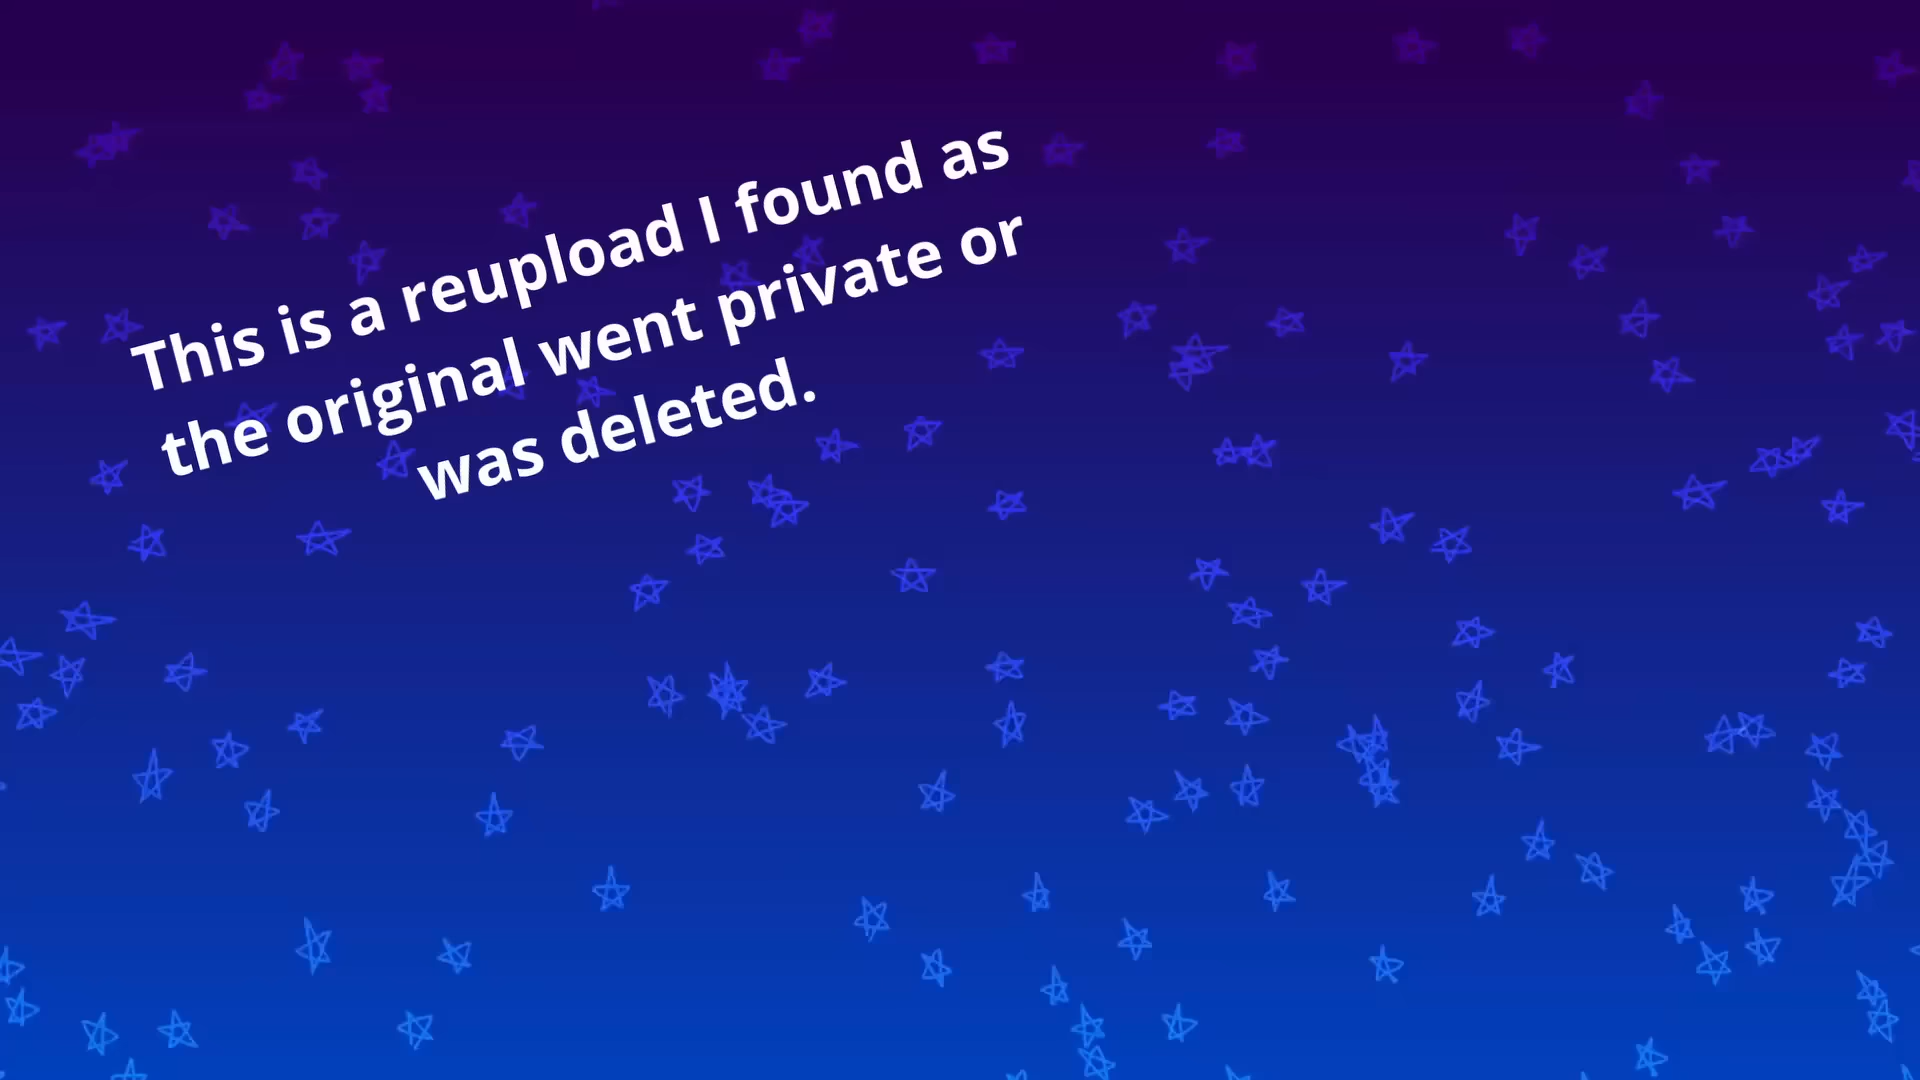 This is a reupload I found as
the original went private or
was deleted.